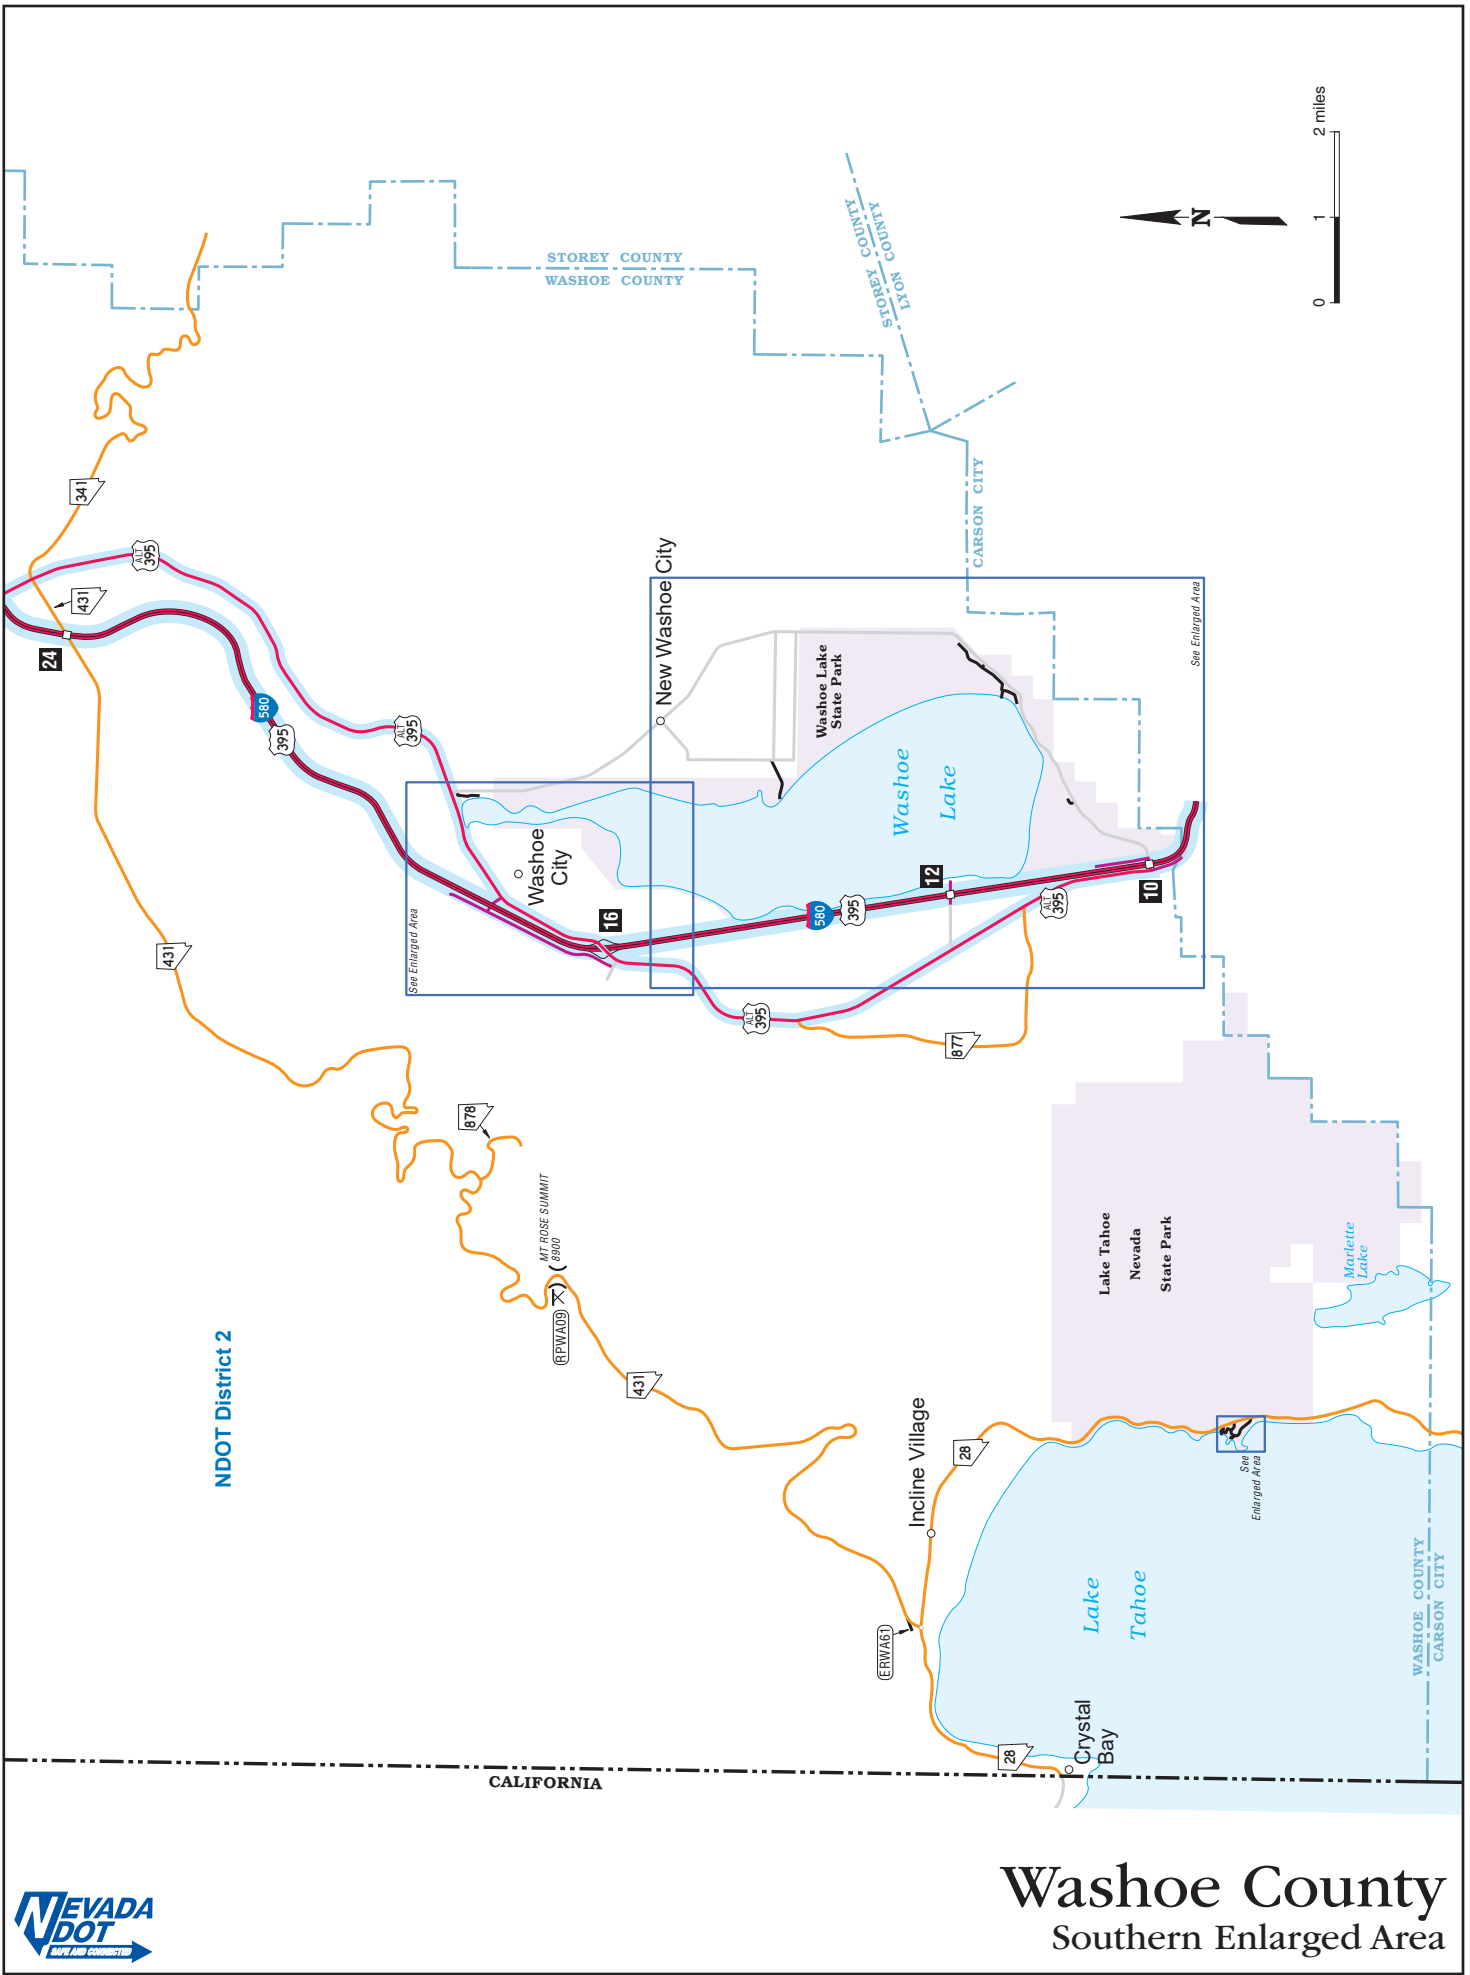 STOREY COUNTY
WASHOE COUNTY
STOREY COUNTY
LYON COUNTY
2 miles
1
0
N
341
ALT
395
431
24
580
395
ALT
395
New Washoe City
CARSON CITY
See Enlarged Area
Washoe Lake
State Park
Washoe
Lake
Washoe
City
See Enlarged Area
16
12
580
395
10
ALT
395
ALT
395
877
431
878
MT ROSE SUMMIT
8900
RPWA09
431
NDOT District 2
Lake Tahoe
Nevada
State Park
Marlette
Lake
Incline Village
28
See
Enlarged Area
ERWA61
Lake
Tahoe
WASHOE COUNTY
CARSON CITY
28
Crystal
Bay
CALIFORNIA
NEVADA
DOT
SAFE AND CONNECTED
Washoe County
Southern Enlarged Area